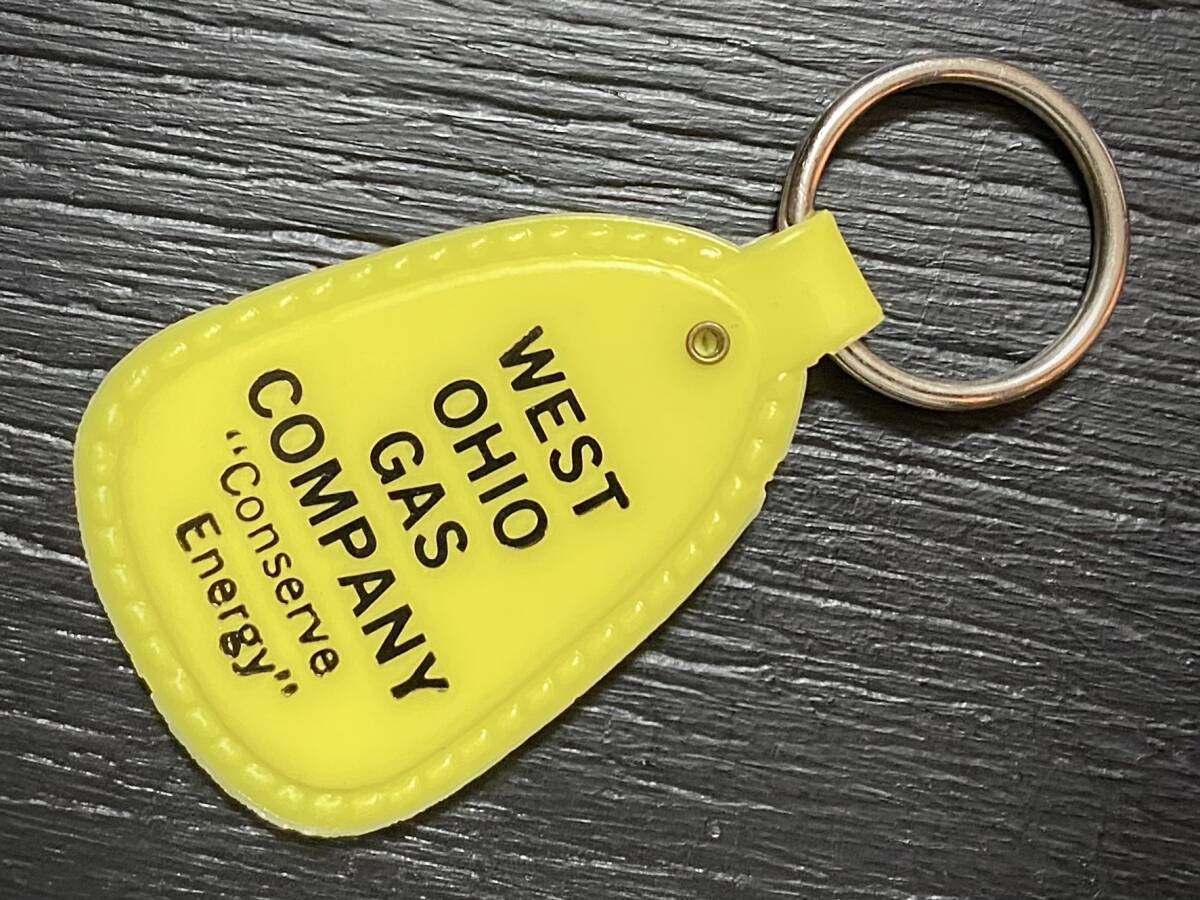 WEST
OHIO
GAS
COMPANY
“Conserve
Energy”